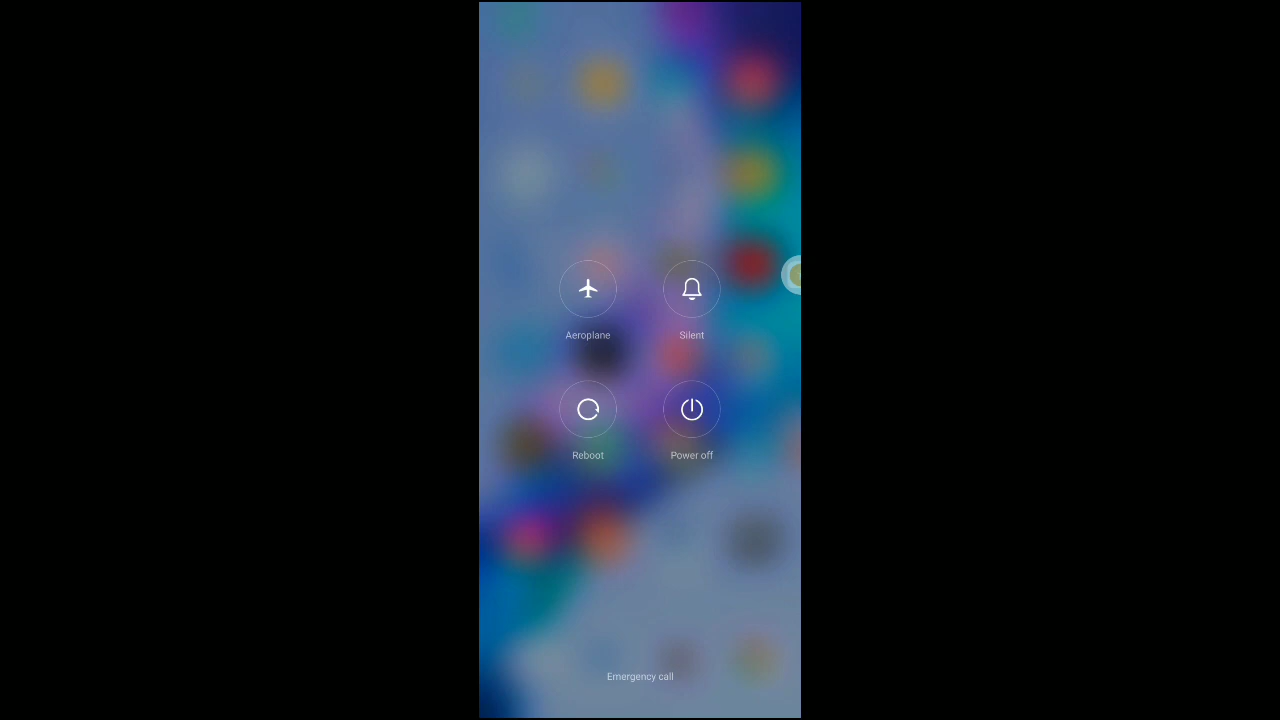 Aeroplane
Silent
Reboot
Power off
Emergency call